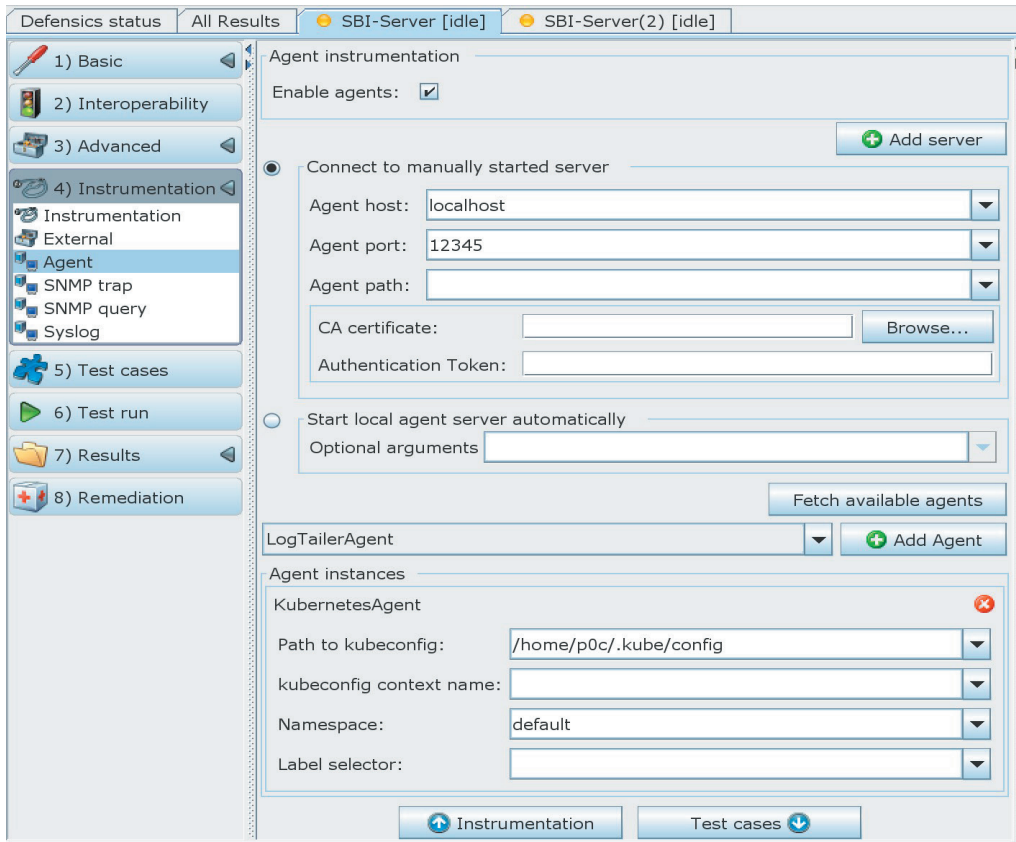 Defensics status
All Results
SBI-Server [idle]
SBI-Server(2) [idle]
1) Basic
2) Interoperability
3) Advanced
4) Instrumentation
Instrumentation
External
Agent
SNMP trap
SNMP query
Syslog
5) Test cases
6) Test run
7) Results
8) Remediation
Agent instrumentation
Enable agents:
Add server
Connect to manually started server
Agent host: localhost
Agent port: 12345
Agent path:
CA certificate: Browse...
Authentication Token:
Start local agent server automatically
Optional arguments
Fetch available agents
LogTailerAgent Add Agent
Agent instances
KubernetesAgent
Path to kubeconfig: /home/p0c/.kube/config
kubeconfig context name:
Namespace: default
Label selector:
Instrumentation Test cases